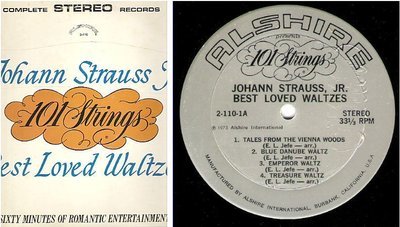 COMPLETE STEREO RECORDS
Johann Strauss J
101 Strings
Best Loved Waltz
SIXTY MINUTES OF ROMANTIC ENTERTAINMEN
ALSHIRE
Presents
101 Strings
JOHANN STRAUSS, JR.
BEST LOVED WALTZES
2-110-1A
STEREO
33⅓ RPM
℗ 1973 Alshire International
1. TALES FROM THE VIENNA WOODS
(E. L. Jefe — arr.)
2. BLUE DANUBE WALTZ
(E. L. Jefe — arr.)
3. EMPEROR WALTZ
(E. L. Jefe — arr.)
4. TREASURE WALTZ
(E. L. Jefe — arr.)
MANUFACTURED BY ALSHIRE INTERNATIONAL, BURBANK, CALIFORNIA, U.S.A.